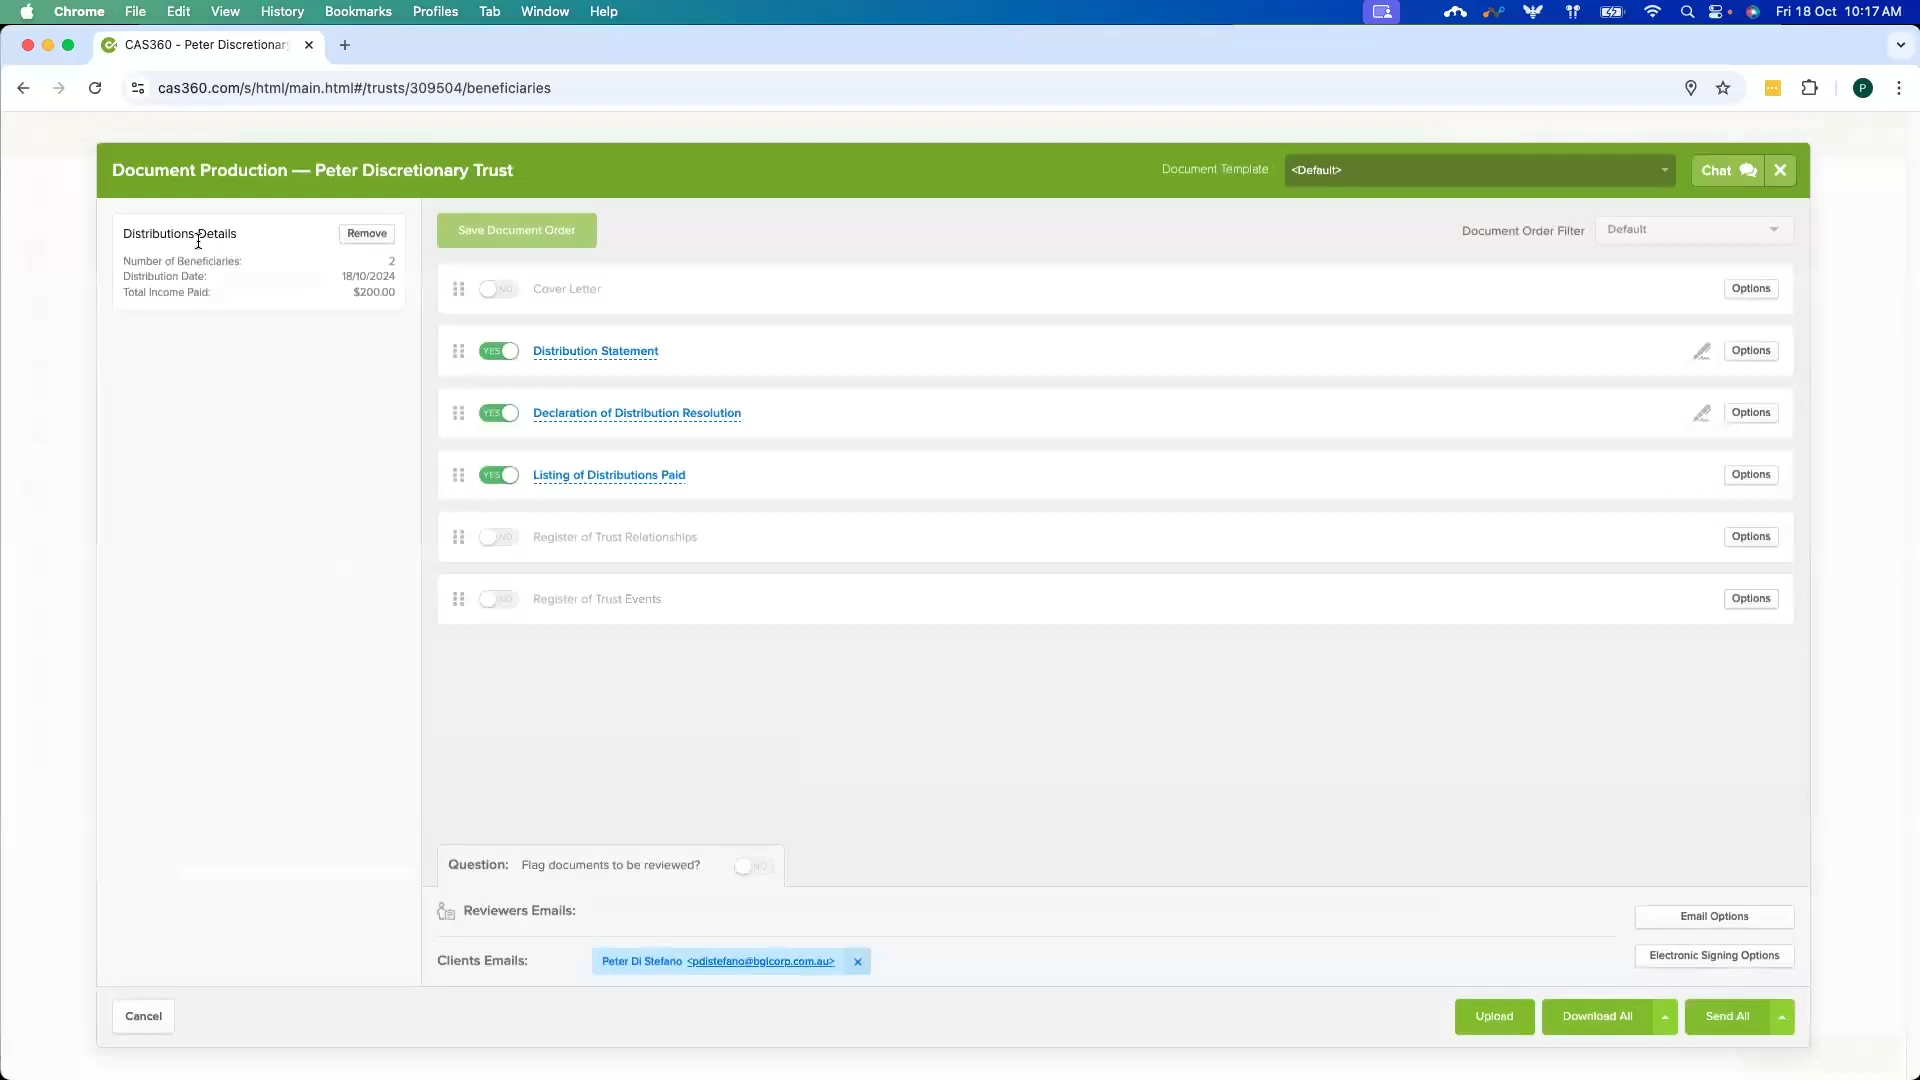 Chrome File Edit View History Bookmarks Profiles Tab Window Help Fri 18 Oct 10:17 AM
CAS360 - Peter Discretionar
cas360.com/s/html/main.html#/trusts/309504/beneficiaries
P
Document Production — Peter Discretionary Trust
Document Template
<Default>
Chat
Distributions Details
Remove
Number of Beneficiaries: 2
Distribution Date: 18/10/2024
Total Income Paid: $200.00
Save Document Order
Document Order Filter
Default
NO Cover Letter Options
YES Distribution Statement Options
YES Declaration of Distribution Resolution Options
YES Listing of Distributions Paid Options
NO Register of Trust Relationships Options
NO Register of Trust Events Options
Question: Flag documents to be reviewed? NO
Reviewers Emails:
Email Options
Clients Emails: Peter Di Stefano <pdistefano@bglcorp.com.au>
Electronic Signing Options
Cancel
Upload
Download All
Send All